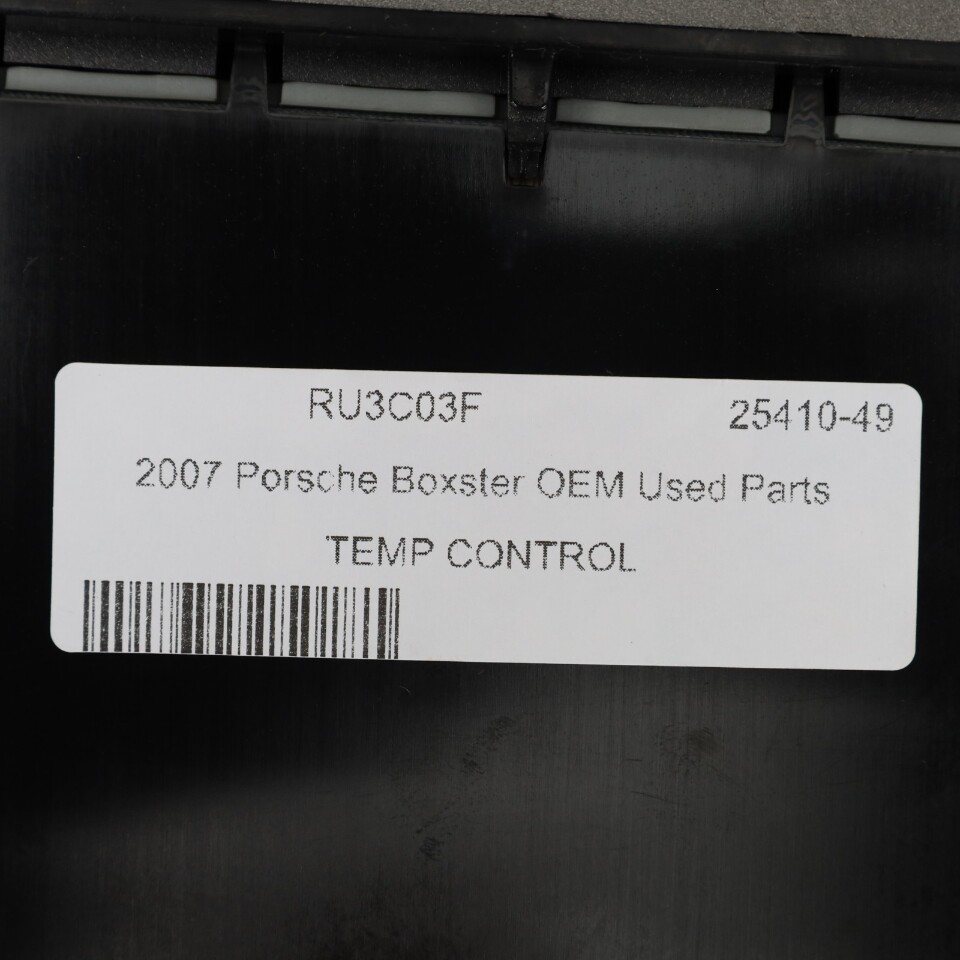 RU3C03F 25410-49
2007 Porsche Boxster OEM Used Parts
TEMP CONTROL